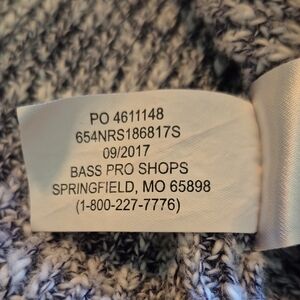 PO 4611148
654NRS186817S
09/2017
BASS PRO SHOPS
SPRINGFIELD, MO 65898
(1-800-227-7776)